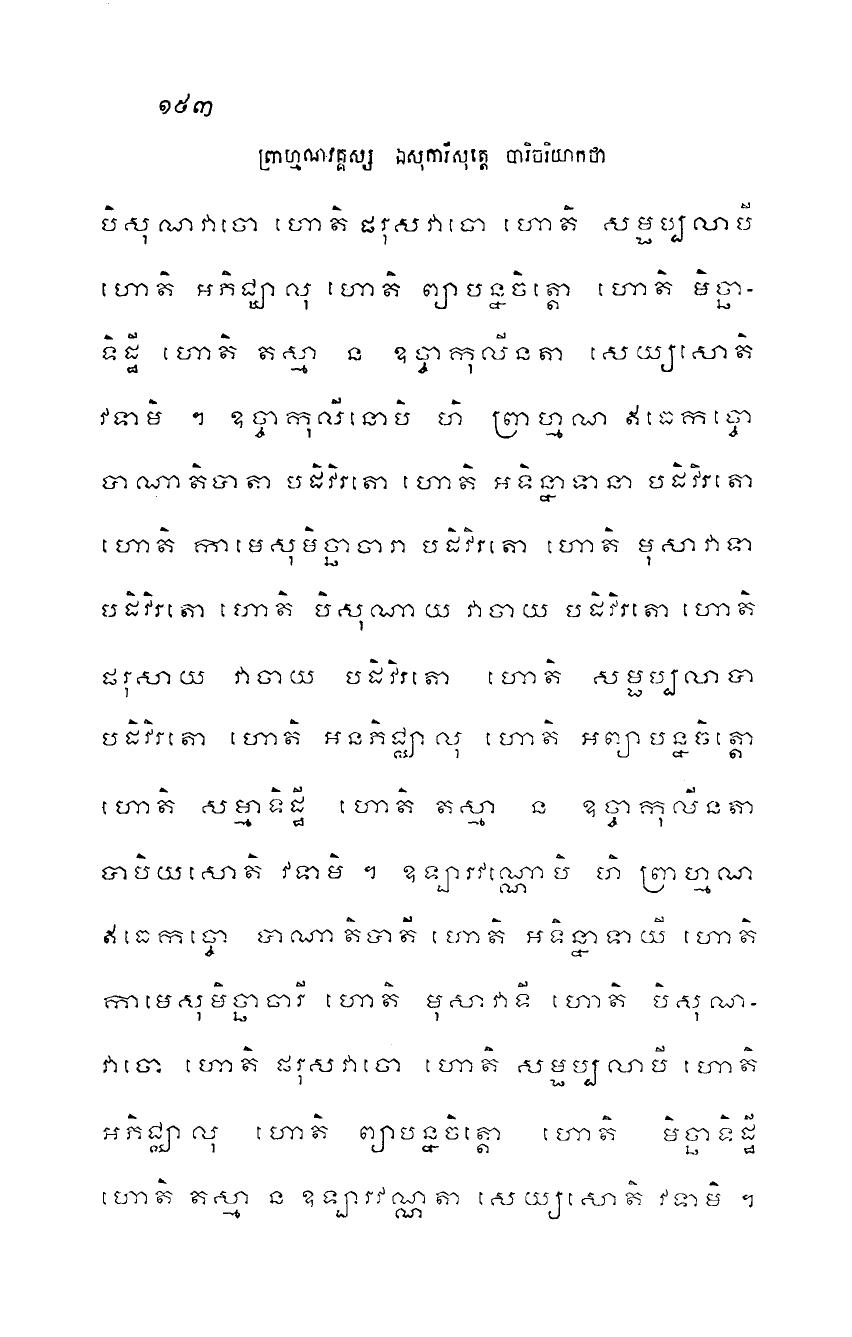 ១៥៣
ព្រាហ្មណវគ្គស្ស ឯសុការីសុត្តេ បារិចរិយាកថា
បិសុណវាចោ ហោតិ ផរុសវាចោ ហោតិ សម្ផប្បលាបី
ហោតិ អភិជ្ឈាលុ ហោតិ ព្យាបន្នចិត្តោ ហោតិ មិច្ឆា-
ទិដ្ឋី ហោតិ តស្មា ន ឧច្ចាកុលីនតា សេយ្យសោតិ
វទាមិ ។ ឧច្ចាកុលីនោបិ ហិ ព្រាហ្មណ ឥធេកច្ចោ
បាណាតិបាតា បដិវិរតោ ហោតិ អទិន្នាទានា បដិវិរតោ
ហោតិ កាមេសុមិច្ឆាចារា បដិវិរតោ ហោតិ មុសាវាទា
បដិវិរតោ ហោតិ បិសុណាយ វាចាយ បដិវិរតោ ហោតិ
ផរុសាយ វាចាយ បដិវិរតោ ហោតិ សម្ផប្បលាបា
បដិវិរតោ ហោតិ អនភិជ្ឈាលុ ហោតិ អព្យាបន្នចិត្តោ
ហោតិ សម្មាទិដ្ឋី ហោតិ តស្មា ន ឧច្ចាកុលីនតា
បាបិយសោតិ វទាមិ ។ ឧឡារវណ្ណោបិ ហិ ព្រាហ្មណ
ឥធេកច្ចោ បាណាតិបាតី ហោតិ អទិន្នាទាយី ហោតិ
កាមេសុមិច្ឆាចារី ហោតិ មុសាវាទី ហោតិ បិសុណ-
វាចោ ហោតិ ផរុសវាចោ ហោតិ សម្ផប្បលាបី ហោតិ
អភិជ្ឈាលុ ហោតិ ព្យាបន្នចិត្តោ ហោតិ មិច្ឆាទិដ្ឋី
ហោតិ តស្មា ន ឧឡារវណ្ណតា សេយ្យសោតិ វទាមិ ។